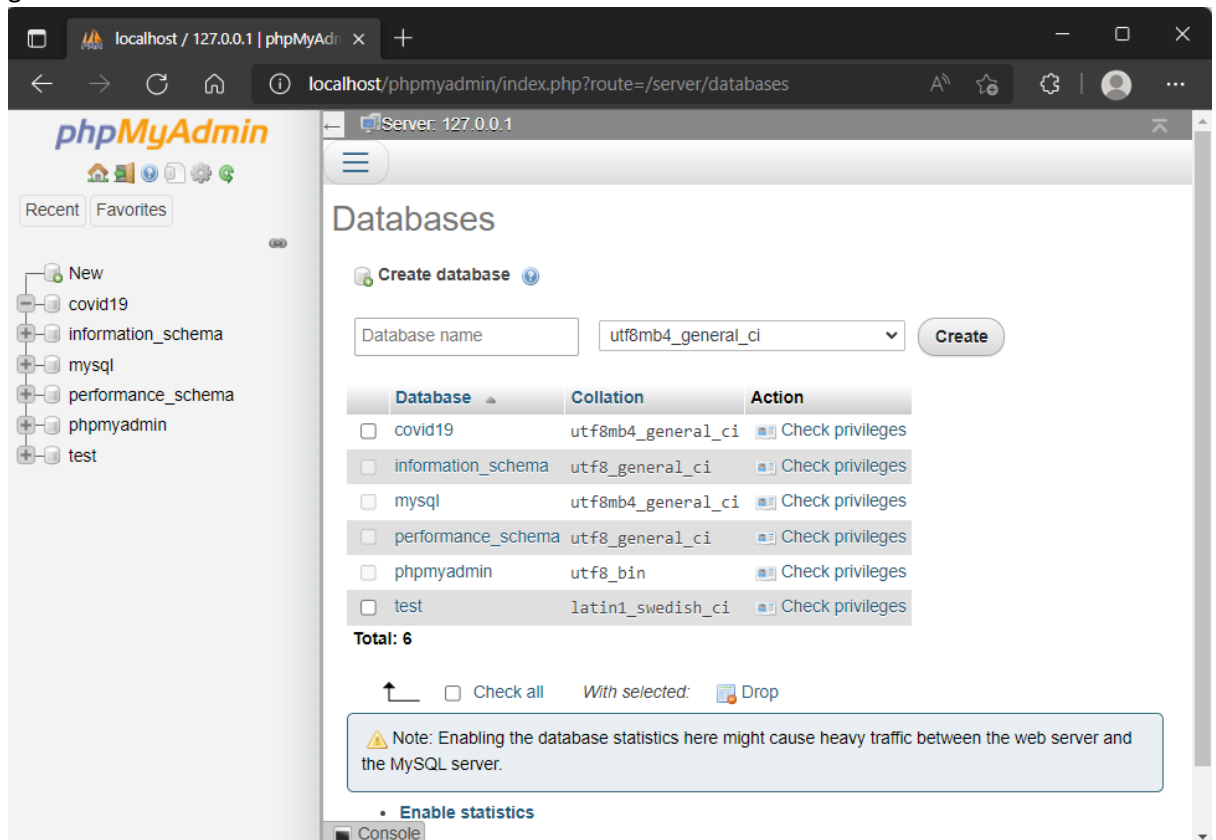 localhost / 127.0.0.1 | phpMyAdn
localhost/phpmyadmin/index.php?route=/server/databases
phpMyAdmin
Recent Favorites
New
covid19
information_schema
mysql
performance_schema
phpmyadmin
test
Server: 127.0.0.1
Databases
Create database
Database name utf8mb4_general_ci Create
Database Collation Action
covid19 utf8mb4_general_ci Check privileges
information_schema utf8_general_ci Check privileges
mysql utf8mb4_general_ci Check privileges
performance_schema utf8_general_ci Check privileges
phpmyadmin utf8_bin Check privileges
test latin1_swedish_ci Check privileges
Total: 6
Check all With selected: Drop
Note: Enabling the database statistics here might cause heavy traffic between the web server and
the MySQL server.
Enable statistics
Console